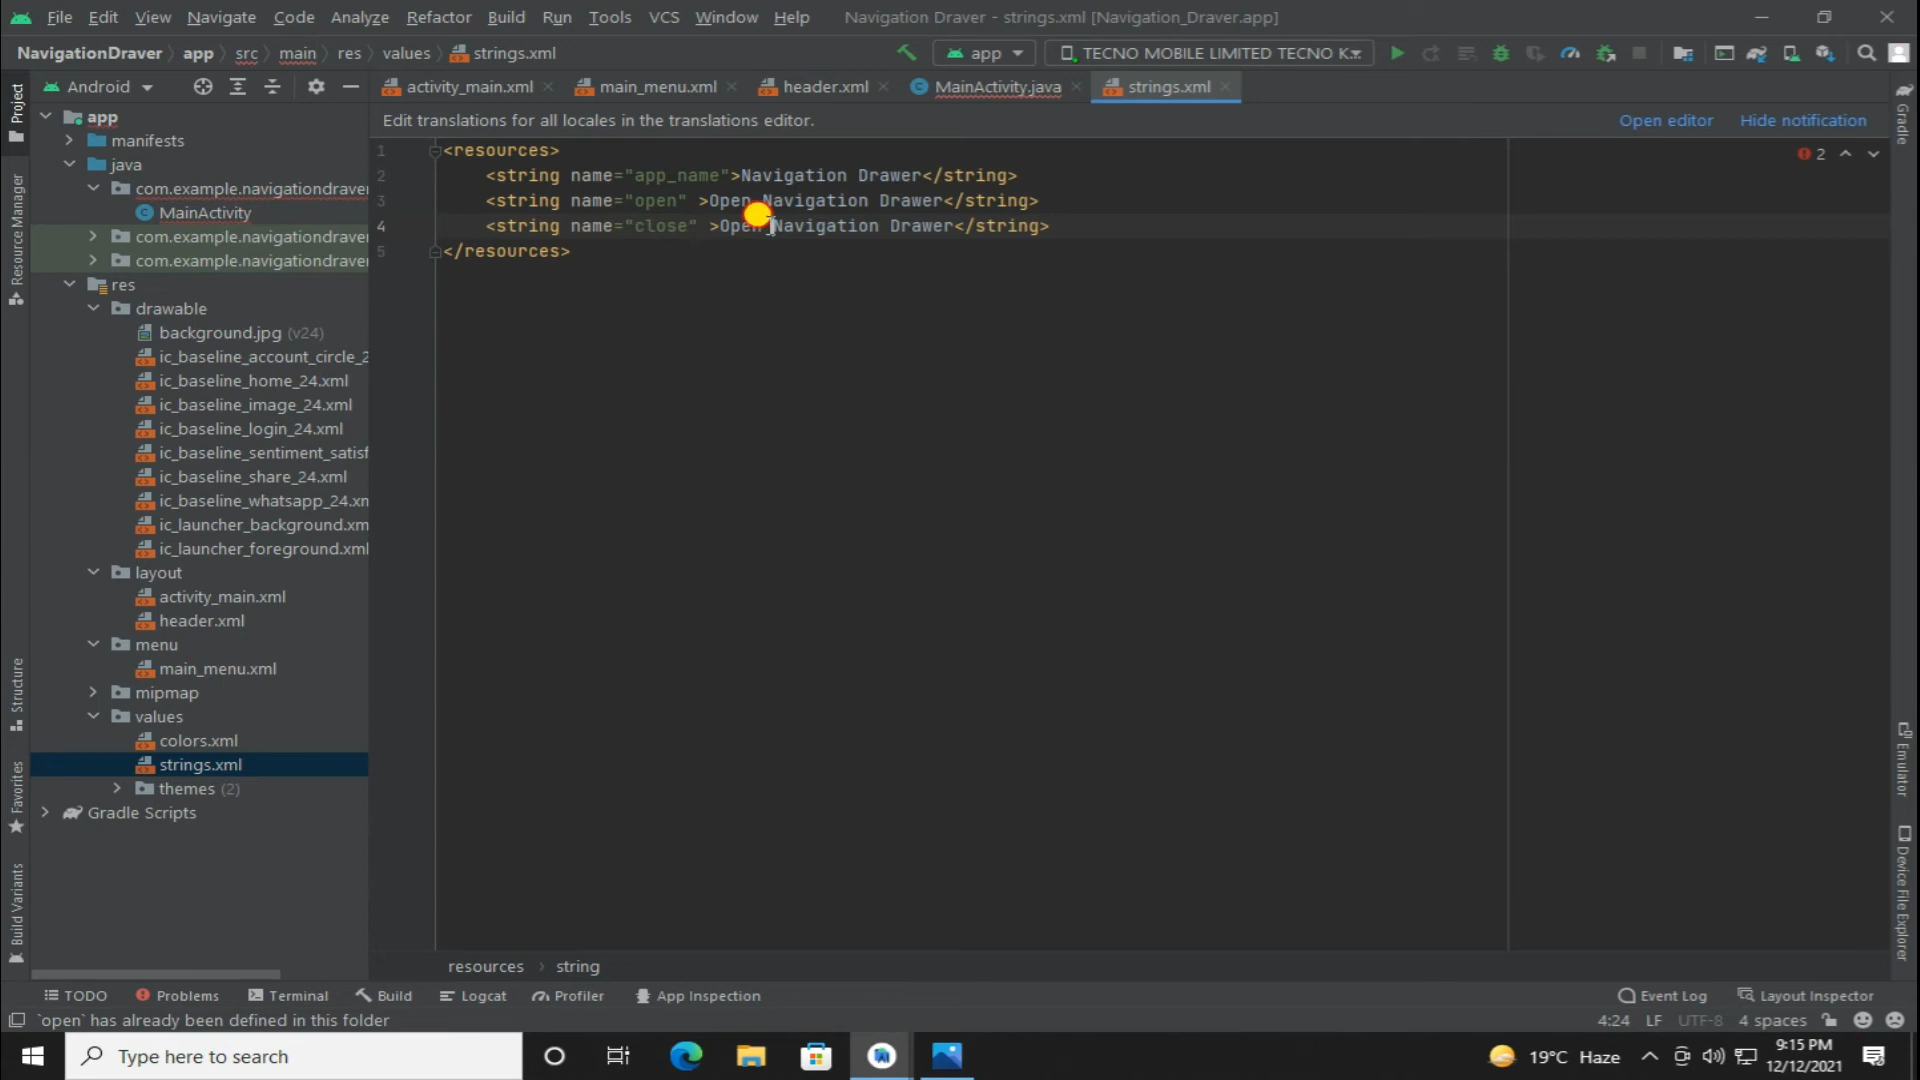 File Edit View Navigate Code Analyze Refactor Build Run Tools VCS Window Help Navigation Draver - strings.xml [Navigation_Draver.app]
NavigationDraver app src main res values strings.xml app TECNO MOBILE LIMITED TECNO K
Android activity_main.xml main_menu.xml header.xml MainActivity.java strings.xml
Edit translations for all locales in the translations editor. Open editor Hide notification
Project
Resource Manager
Structure
Favorites
Build Variants
app
manifests
java
com.example.navigationdraver
MainActivity
com.example.navigationdraver
com.example.navigationdraver
res
drawable
background.jpg (v24)
ic_baseline_account_circle_2
ic_baseline_home_24.xml
ic_baseline_image_24.xml
ic_baseline_login_24.xml
ic_baseline_sentiment_satisf
ic_baseline_share_24.xml
ic_baseline_whatsapp_24.xm
ic_launcher_background.xm
ic_launcher_foreground.xml
layout
activity_main.xml
header.xml
menu
main_menu.xml
mipmap
values
colors.xml
strings.xml
themes (2)
Gradle Scripts
1 <resources>
2 <string name="app_name">Navigation Drawer</string>
3 <string name="open" >Open Navigation Drawer</string>
4 <string name="close" >Open Navigation Drawer</string>
5 </resources>
2
Gradle
Emulator
Device File Explorer
resources string
TODO Problems Terminal Build Logcat Profiler App Inspection Event Log Layout Inspector
`open` has already been defined in this folder 4:24 LF UTF-8 4 spaces
Type here to search 19°C Haze 9:15 PM
12/12/2021